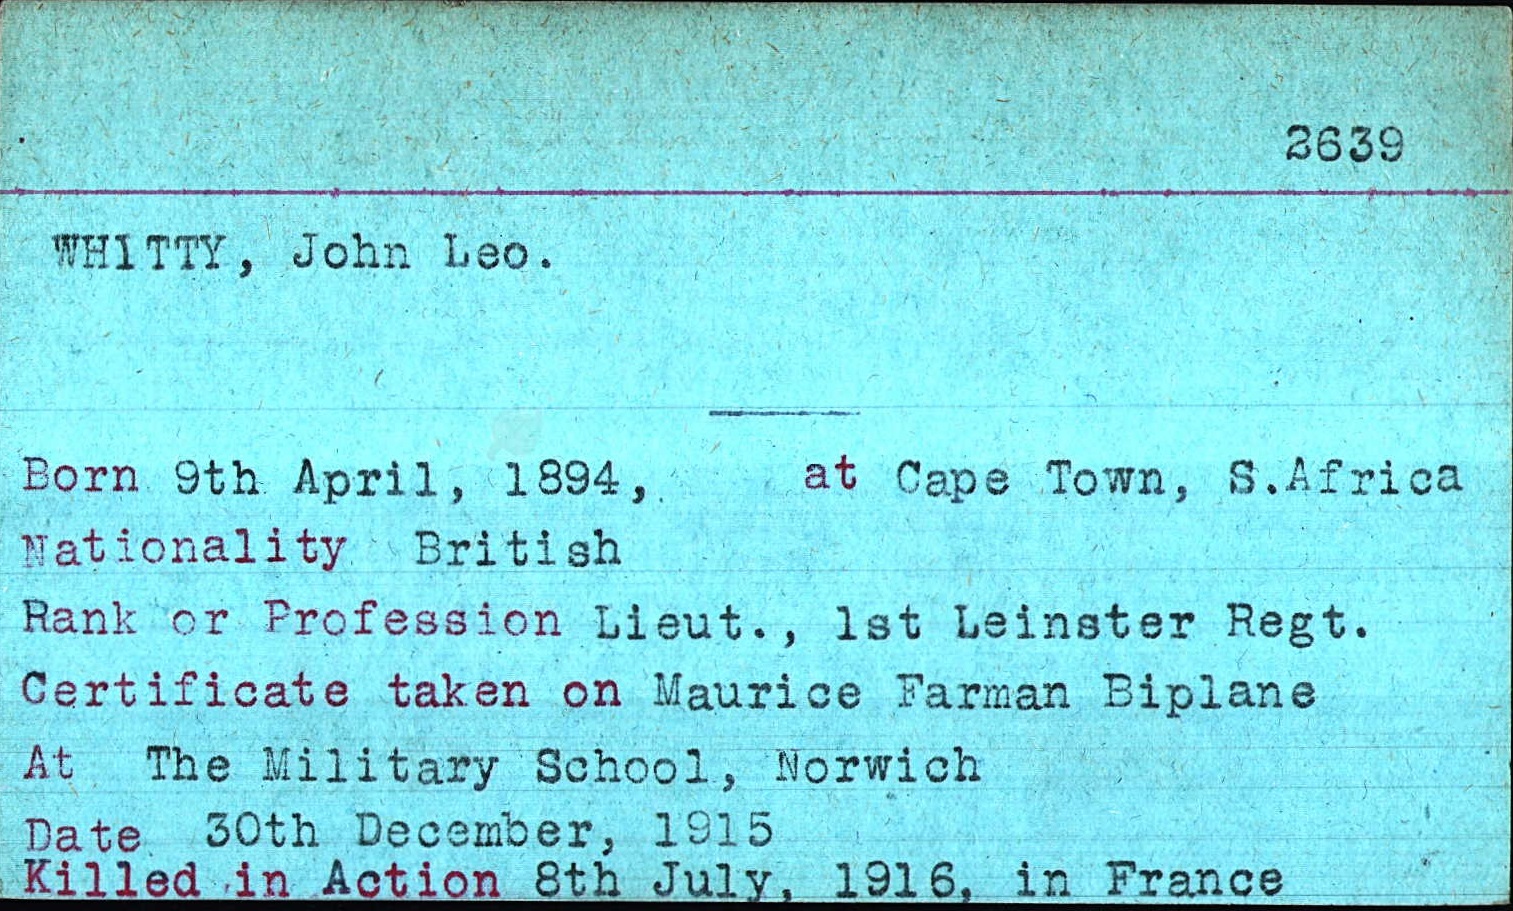 2639
WHITTY, John Leo.
Born 9th April, 1894, at Cape Town, S.Africa
Nationality British
Rank or Profession Lieut., 1st Leinster Regt.
Certificate taken on Maurice Farman Biplane
At The Military School, Norwich
Date 30th December, 1915
Killed in Action 8th July, 1916, in France